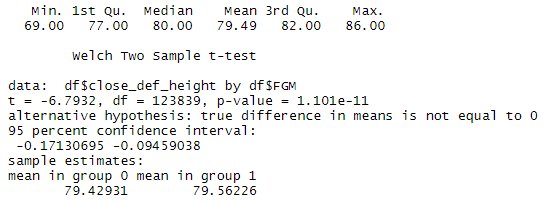 Min. 1st Qu. Median Mean 3rd Qu. Max.
69.00 77.00 80.00 79.49 82.00 86.00
Welch Two Sample t-test
data: df$close_def_height by df$FGM
t = -6.7932, df = 123839, p-value = 1.101e-11
alternative hypothesis: true difference in means is not equal to 0
95 percent confidence interval:
-0.17130695 -0.09459038
sample estimates:
mean in group 0 mean in group 1
79.42931 79.56226